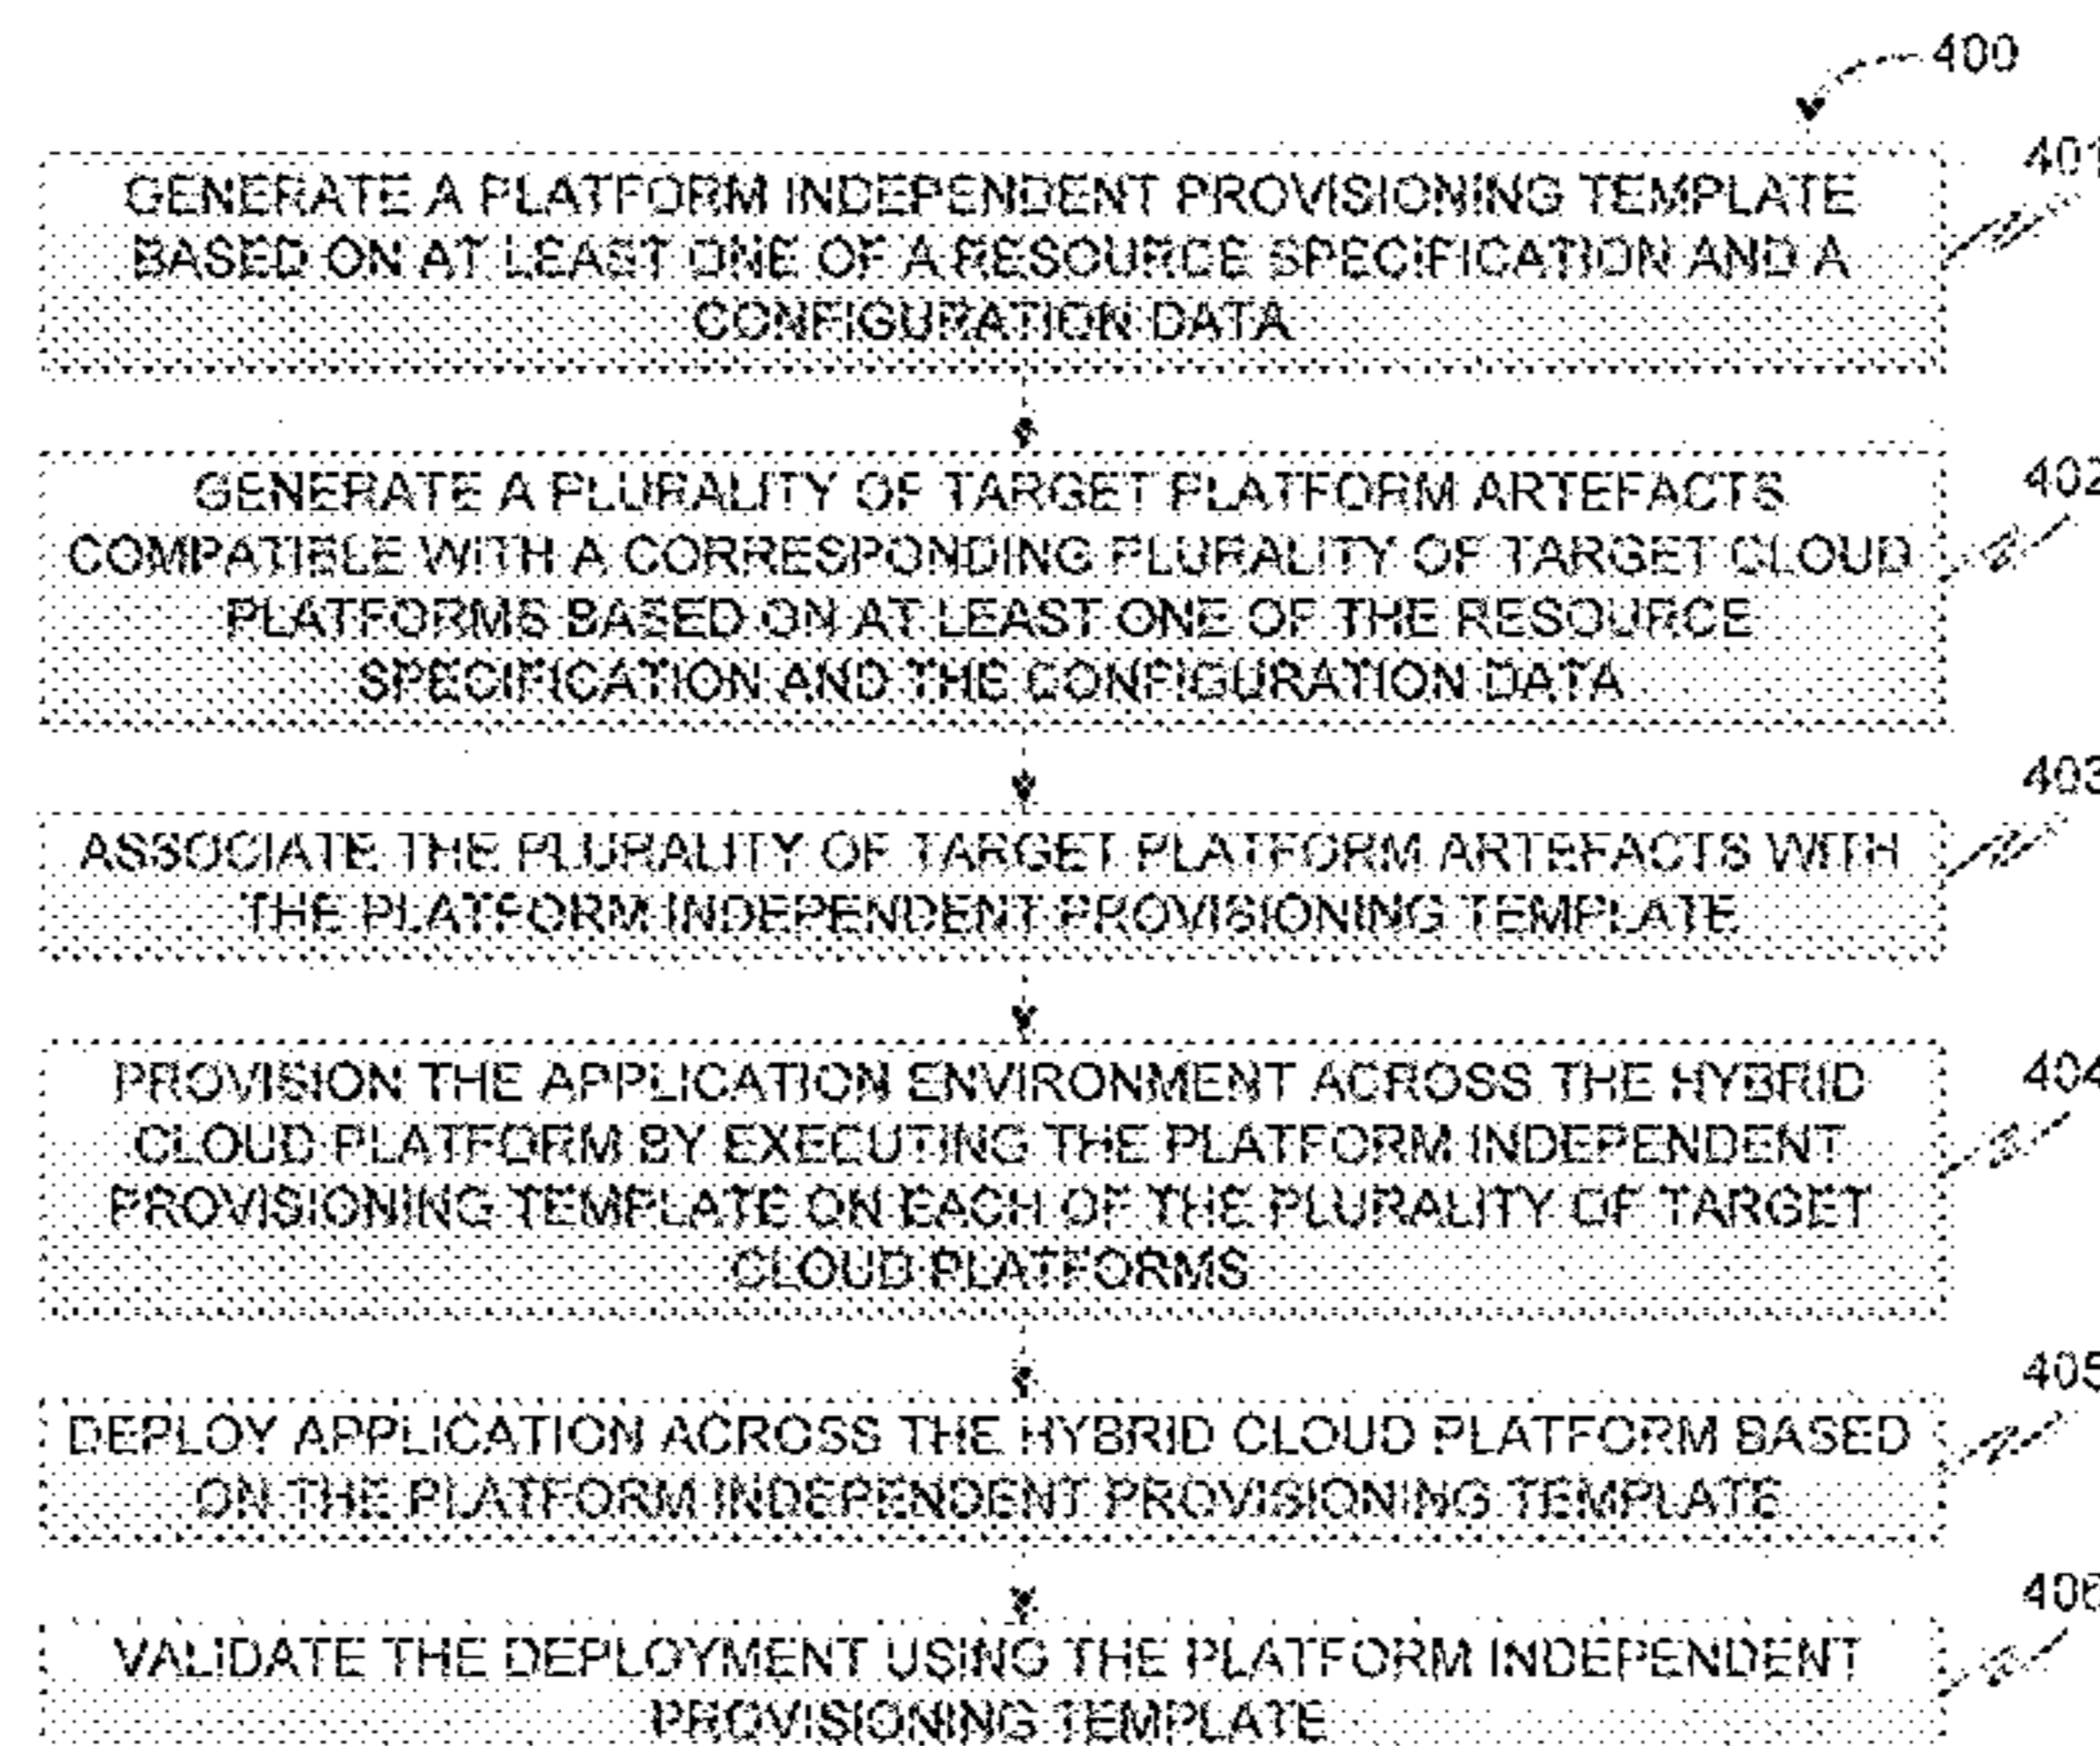 400
401
GENERATE A PLATFORM INDEPENDENT PROVISIONING TEMPLATE
BASED ON AT LEAST ONE OF A RESOURCE SPECIFICATION AND A
CONFIGURATION DATA
402
GENERATE A PLURALITY OF TARGET PLATFORM ARTEFACTS
COMPATIBLE WITH A CORRESPONDING PLURALITY OF TARGET CLOUD
PLATFORMS BASED ON AT LEAST ONE OF THE RESOURCE
SPECIFICATION AND THE CONFIGURATION DATA
403
ASSOCIATE THE PLURALITY OF TARGET PLATFORM ARTEFACTS WITH
THE PLATFORM INDEPENDENT PROVISIONING TEMPLATE
404
PROVISION THE APPLICATION ENVIRONMENT ACROSS THE HYBRID
CLOUD PLATFORM BY EXECUTING THE PLATFORM INDEPENDENT
PROVISIONING TEMPLATE ON EACH OF THE PLURALITY OF TARGET
CLOUD PLATFORMS
405
DEPLOY APPLICATION ACROSS THE HYBRID CLOUD PLATFORM BASED
ON THE PLATFORM INDEPENDENT PROVISIONING TEMPLATE
406
VALIDATE THE DEPLOYMENT USING THE PLATFORM INDEPENDENT
PROVISIONING TEMPLATE